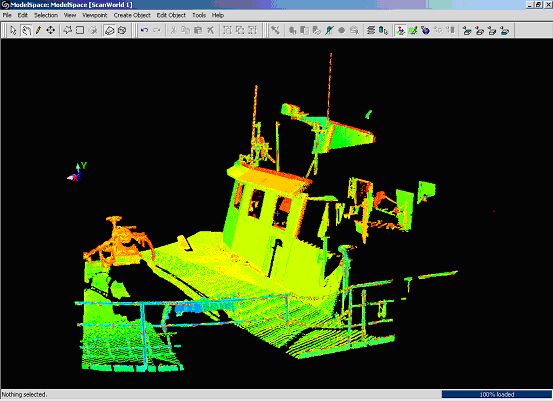 ModelSpace: ModelSpace [ScanWorld 1]
File Edit Selection View Viewpoint Create Object Edit Object Tools Help
Y
Nothing selected.
100% loaded